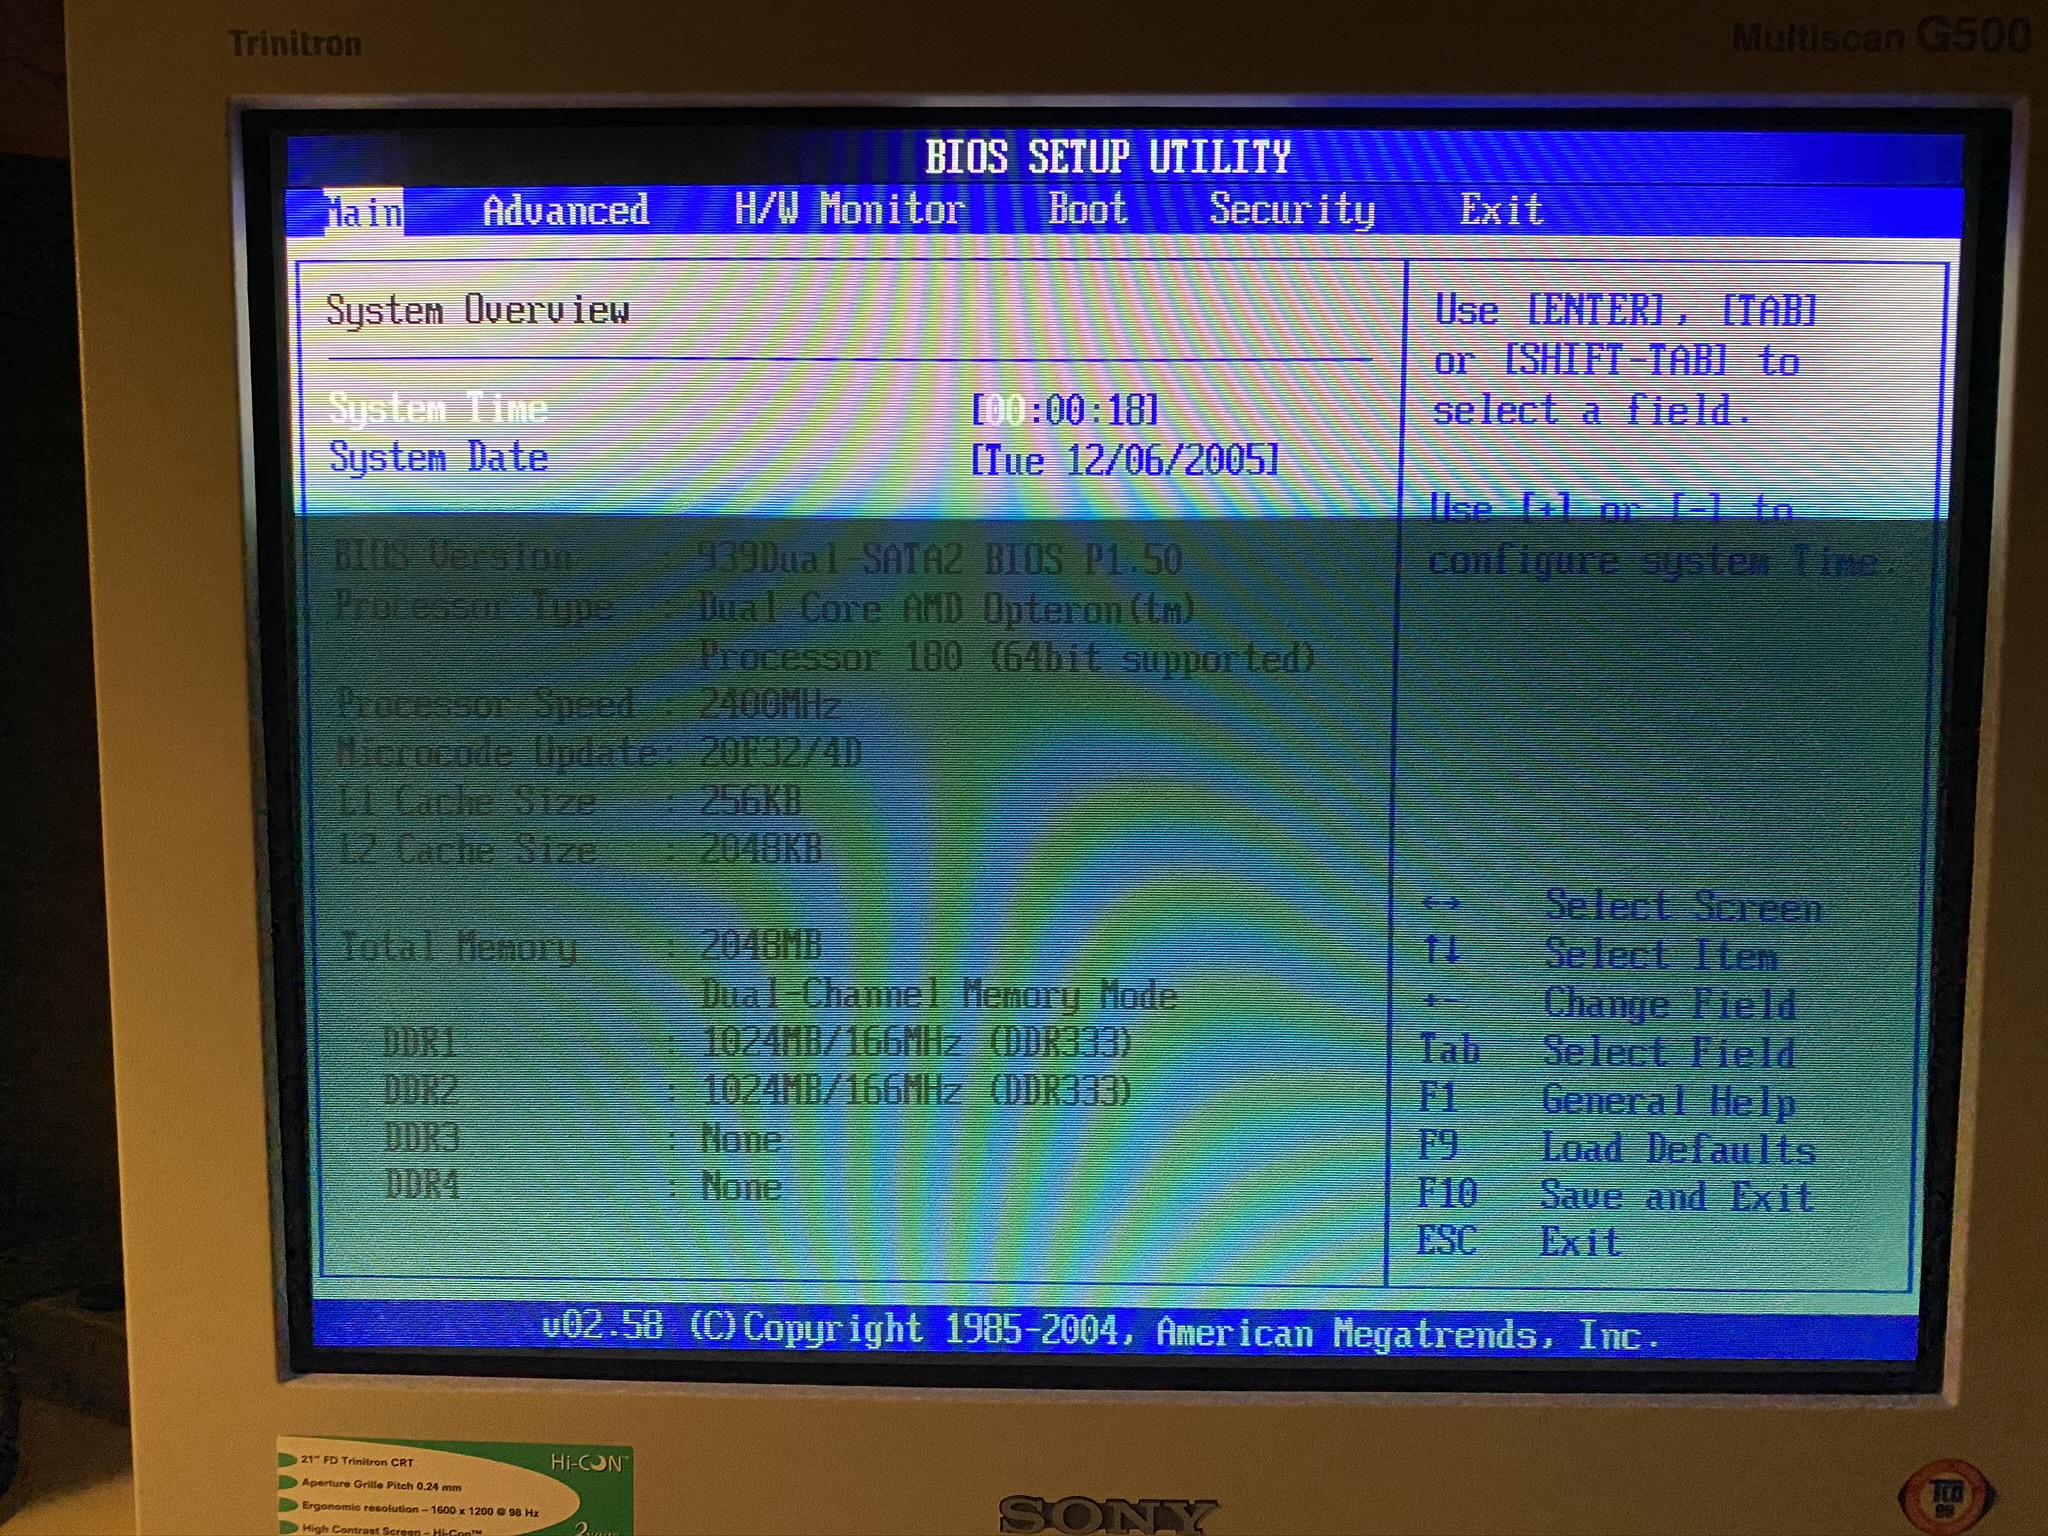 Trinitron Multiscan G500
BIOS SETUP UTILITY
Main Advanced H/W Monitor Boot Security Exit
System Overview
System Time [00:00:18]
System Date [Tue 12/06/2005]
BIOS Version : 939Dual-SATA2 BIOS P1.50
Processor Type : Dual Core AMD Opteron(tm)
Processor 180 (64bit supported)
Processor Speed : 2400MHz
Microcode Update: 20F32/4D
L1 Cache Size : 256KB
L2 Cache Size : 2048KB
Total Memory : 2048MB
Dual-Channel Memory Mode
DDR1 : 1024MB/166MHz (DDR333)
DDR2 : 1024MB/166MHz (DDR333)
DDR3 : None
DDR4 : None
Use [ENTER], [TAB]
or [SHIFT-TAB] to
select a field.
Use [+] or [-] to
configure system Time.
↔ Select Screen
↑↓ Select Item
+- Change Field
Tab Select Field
F1 General Help
F9 Load Defaults
F10 Save and Exit
ESC Exit
v02.58 (C)Copyright 1985-2004, American Megatrends, Inc.
21" FD Trinitron CRT
Aperture Grille Pitch 0.24 mm
Ergonomic resolution – 1600 x 1200 @ 98 Hz
High Contrast Screen – Hi-Con™
Hi-CON™
SONY
TCO
99